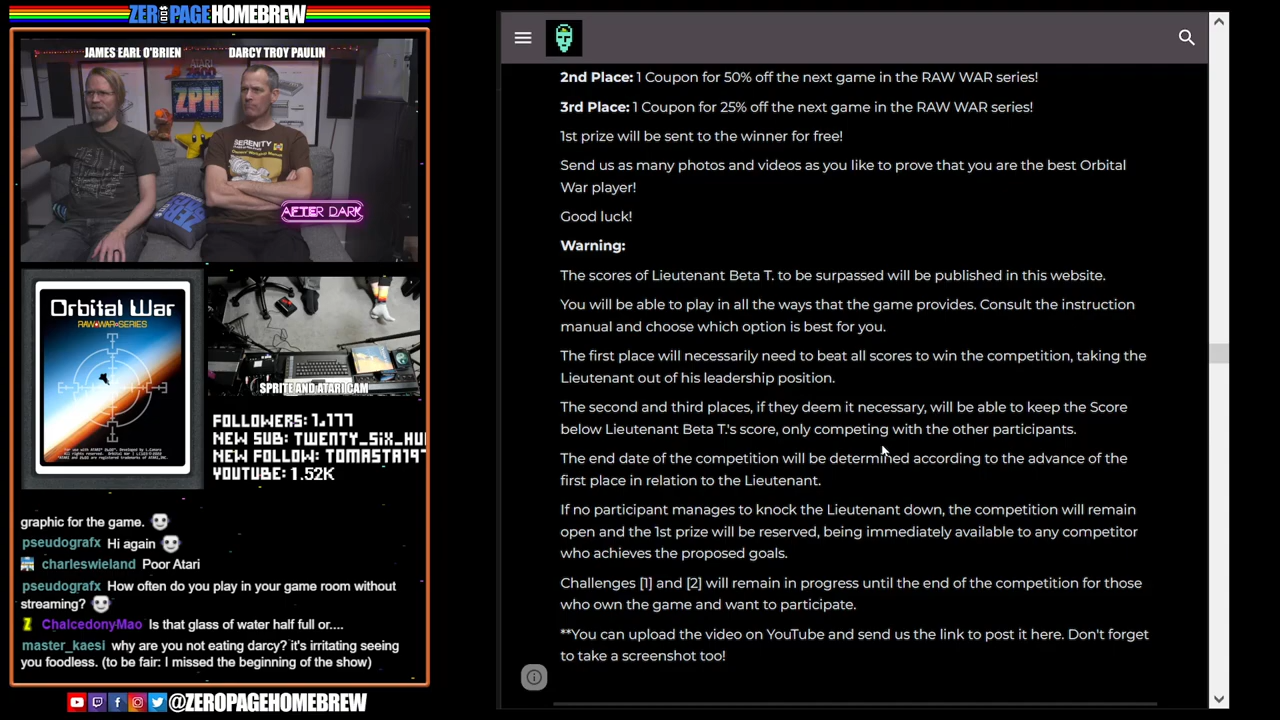 ZERO PAGE HOMEBREW
JAMES EARL O'BRIEN
DARCY TROY PAULIN
ZPH
SERENITY
AFTER DARK
Orbital War
RAW WAR SERIES
SPRITE AND ATARI CAM
FOLLOWERS: 1,177
NEW SUB: TWENTY_SIX_HU
NEW FOLLOW: TOMASTA197
YOUTUBE: 1.52K
graphic for the game.
pseudografx Hi again
charleswieland Poor Atari
pseudografx How often do you play in your game room without
streaming?
ChalcedonyMao Is that glass of water half full or....
master_kaesi why are you not eating darcy? it's irritating seeing
you foodless. (to be fair: I missed the beginning of the show)
@ZEROPAGEHOMEBREW
2nd Place: 1 Coupon for 50% off the next game in the RAW WAR series!
3rd Place: 1 Coupon for 25% off the next game in the RAW WAR series!
1st prize will be sent to the winner for free!
Send us as many photos and videos as you like to prove that you are the best Orbital
War player!
Good luck!
Warning:
The scores of Lieutenant Beta T. to be surpassed will be published in this website.
You will be able to play in all the ways that the game provides. Consult the instruction
manual and choose which option is best for you.
The first place will necessarily need to beat all scores to win the competition, taking the
Lieutenant out of his leadership position.
The second and third places, if they deem it necessary, will be able to keep the Score
below Lieutenant Beta T.'s score, only competing with the other participants.
The end date of the competition will be determined according to the advance of the
first place in relation to the Lieutenant.
If no participant manages to knock the Lieutenant down, the competition will remain
open and the 1st prize will be reserved, being immediately available to any competitor
who achieves the proposed goals.
Challenges [1] and [2] will remain in progress until the end of the competition for those
who own the game and want to participate.
**You can upload the video on YouTube and send us the link to post it here. Don't forget
to take a screenshot too!